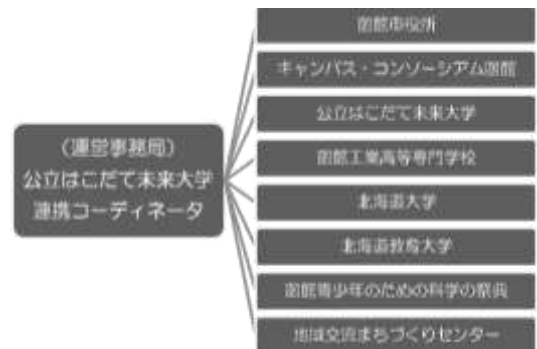 (運営事務局)
公立はこだて未来大学
連携コーディネータ
函館市役所
キャンパス・コンソーシアム函館
公立はこだて未来大学
函館工業高等専門学校
北海道大学
北海道教育大学
函館青少年のための科学の祭典
地域交流まちづくりセンター